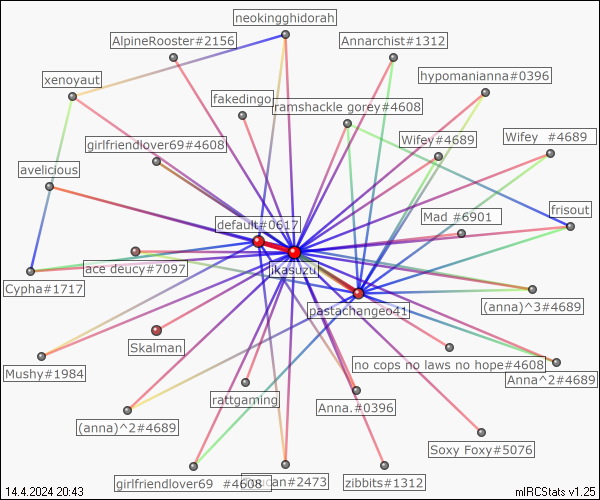 neokingghidorah
AlpineRooster#2156
Annarchist#1312
xenoyaut
hypomanianna#0396
fakedingo
ramshackle gorey#4608
girlfriendlover69#4608
Wifey#4689
Wifey #4689
avelicious
default#0617
Mad #6901
frisout
jkasuzu
ace deucy#7097
Cypha#1717
pastachangeo41
(anna)^3#4689
Skalman
Mushy#1984
no cops no laws no hope#4608
Anna^2#4689
rattgaming
Anna.#0396
(anna)^2#4689
Soxy Foxy#5076
girlfriendlover69 #4608
can#2473
zibbits#1312
14.4.2024 20:43
mIRCStats v1.25